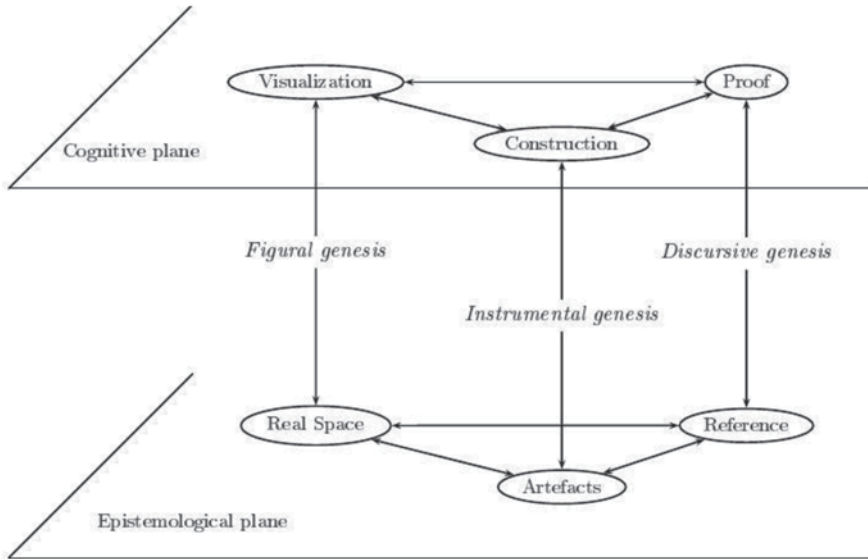 Visualization
Proof
Construction
Cognitive plane
Figural genesis
Discursive genesis
Instrumental genesis
Real Space
Reference
Artefacts
Epistemological plane